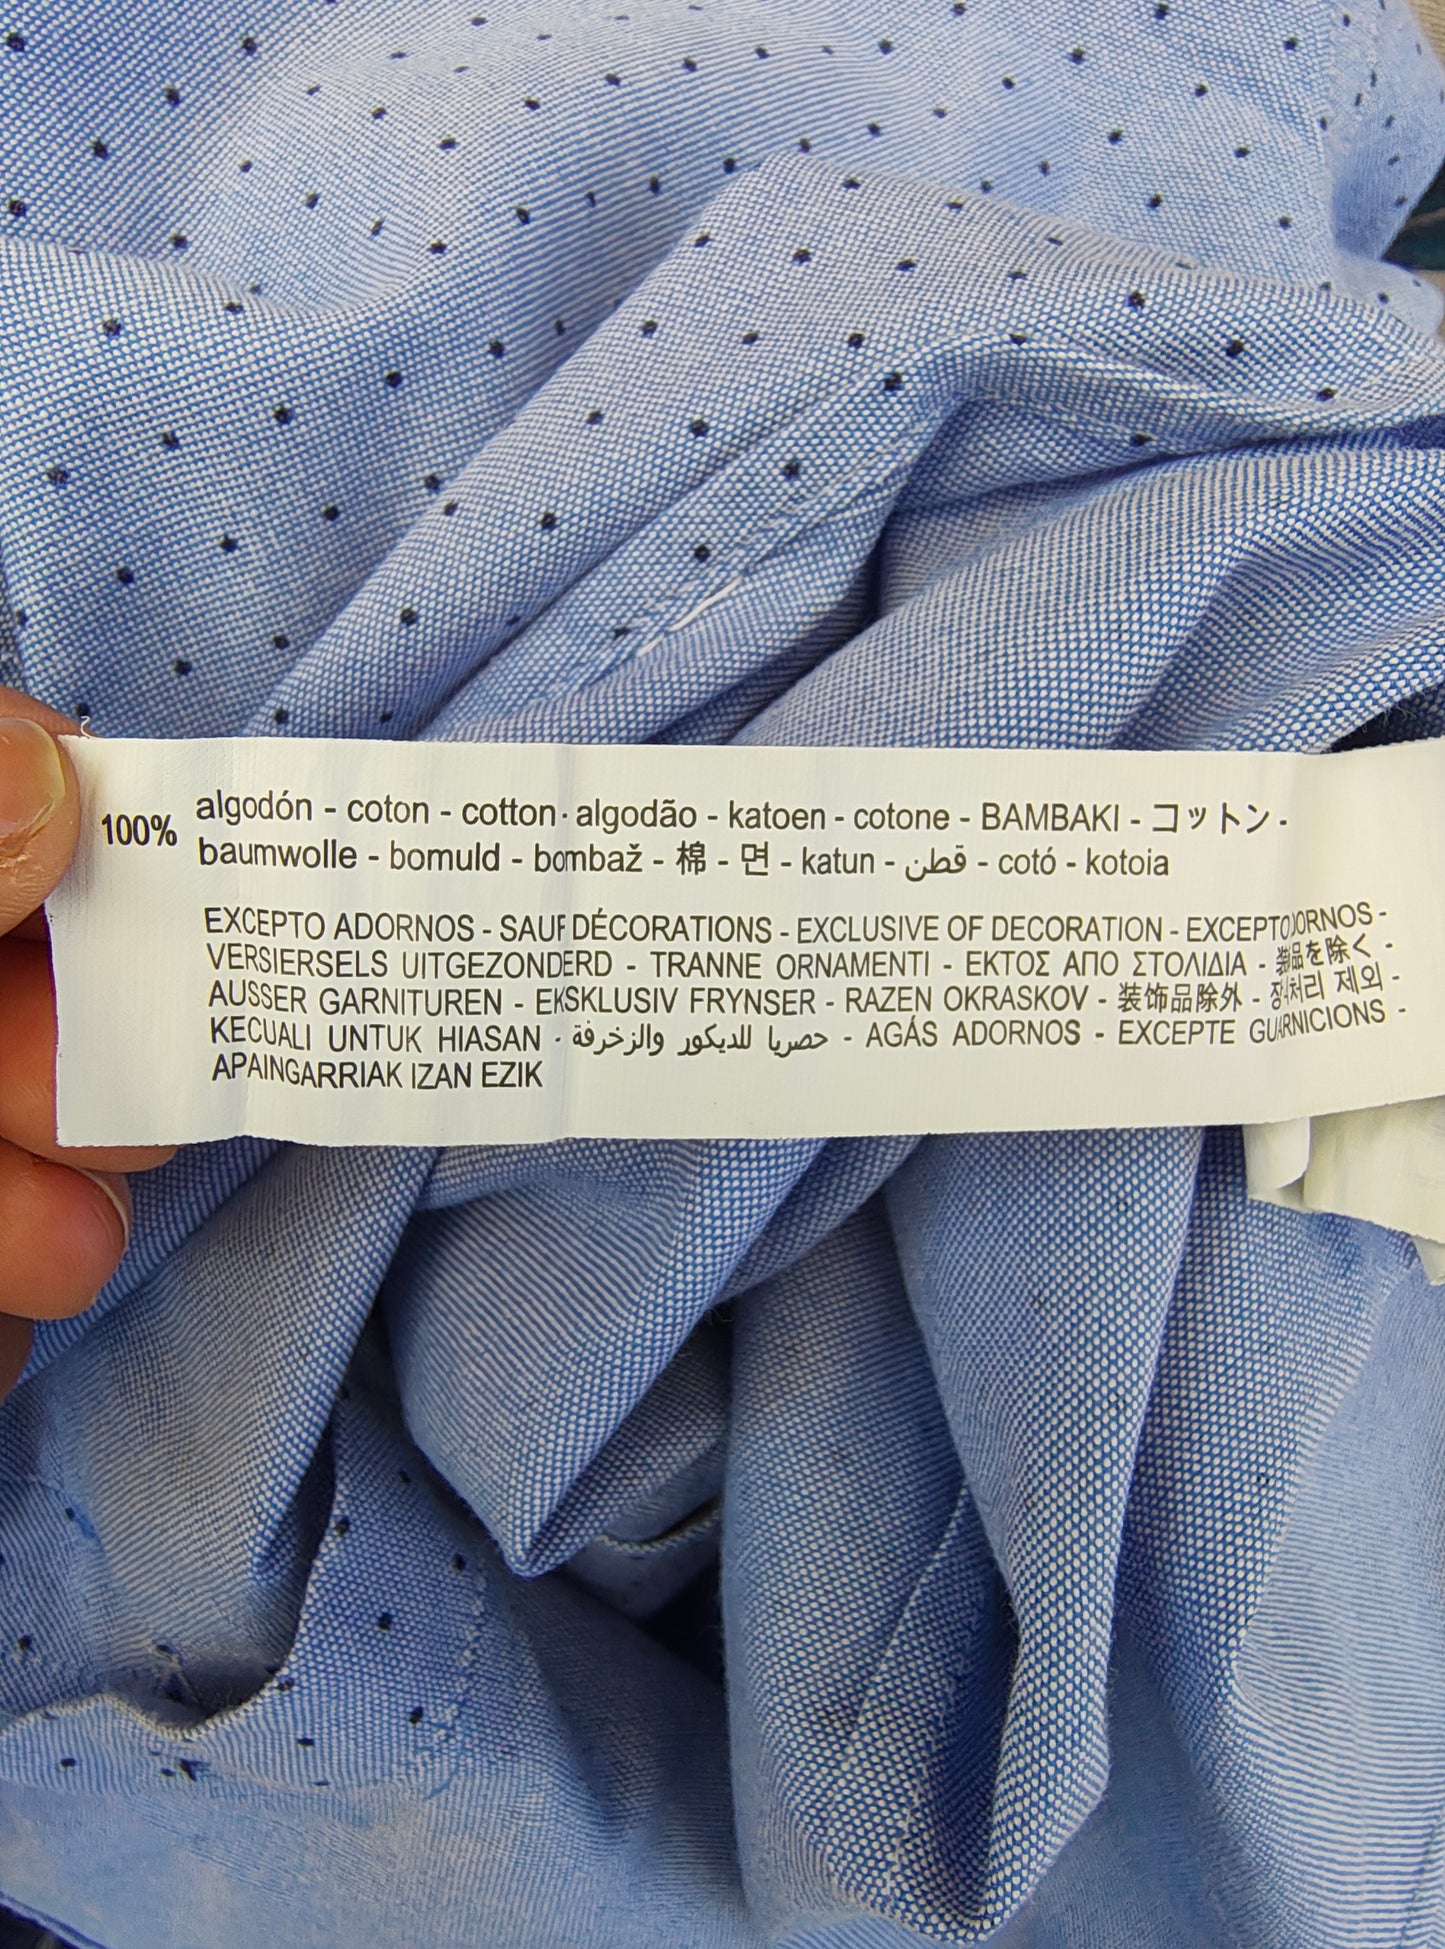 100% algodón - coton - cotton · algodão - katoen - cotone - BAMBAKI - コットン -
baumwolle - bomuld - bombaž - 棉 - 면 - katun - قطن - cotó - kotoia
EXCEPTO ADORNOS - SAUF DÉCORATIONS - EXCLUSIVE OF DECORATION - EXCEPTO ADORNOS -
VERSIERSELS UITGEZONDERD - TRANNE ORNAMENTI - ΕΚΤΟΣ ΑΠΟ ΣΤΟΛΙΔΙΑ - 装飾品を除く -
AUSSER GARNITUREN - EKSKLUSIV FRYNSER - RAZEN OKRASKOV - 装饰品除外 - 장식처리 제외 -
KECUALI UNTUK HIASAN - حصريا للديكور والزخرفة - AGÁS ADORNOS - EXCEPTE GUARNICIONS -
APAINGARRIAK IZAN EZIK